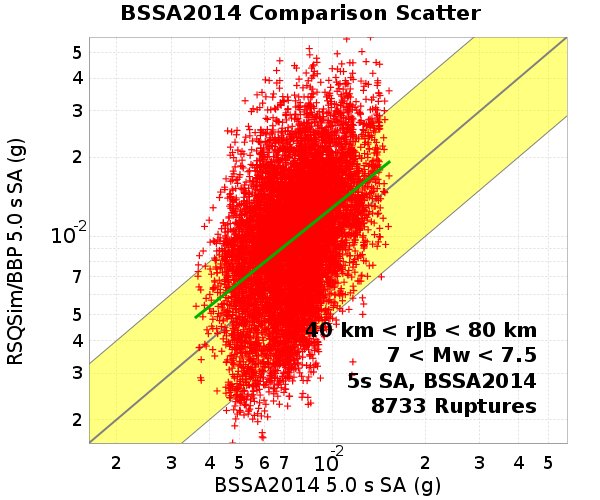 BSSA2014 Comparison Scatter
RSQSim/BBP 5.0 s SA (g)
5
4
3
2
10-2
7
5
4
3
2
40 km < rJB < 80 km
7 < Mw < 7.5
5s SA, BSSA2014
8733 Ruptures
2 3 4 5 6 7 10-2 2 3 4 5
BSSA2014 5.0 s SA (g)